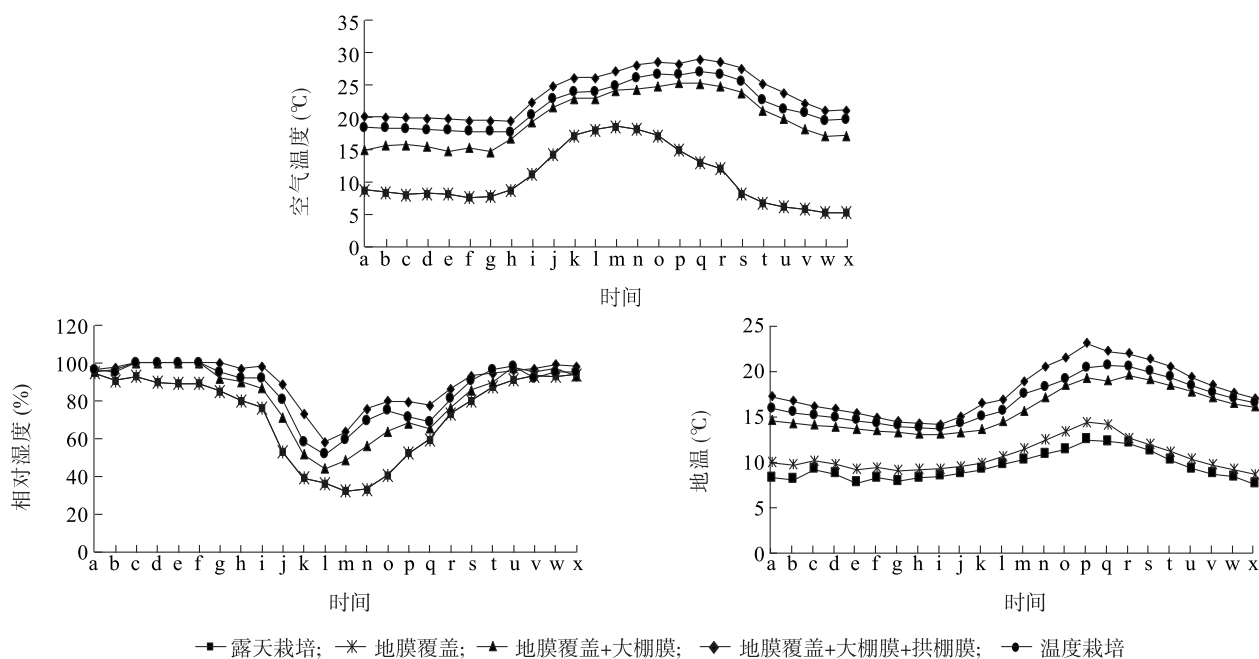 35
30
25
20
15
10
5
0
空气温度 (℃)
a b c d e f g h i j k l m n o p q r s t u v w x
时间
120
100
80
60
40
20
0
相对湿度 (%)
a b c d e f g h i j k l m n o p q r t u v w x
时间
25
20
15
10
5
0
地温 (℃)
a b c d e f g h i j k l m n o p q r s t u v w x
时间
露天栽培; 地膜覆盖; 地膜覆盖+大棚膜; 地膜覆盖+大棚膜+拱棚膜; 温度栽培